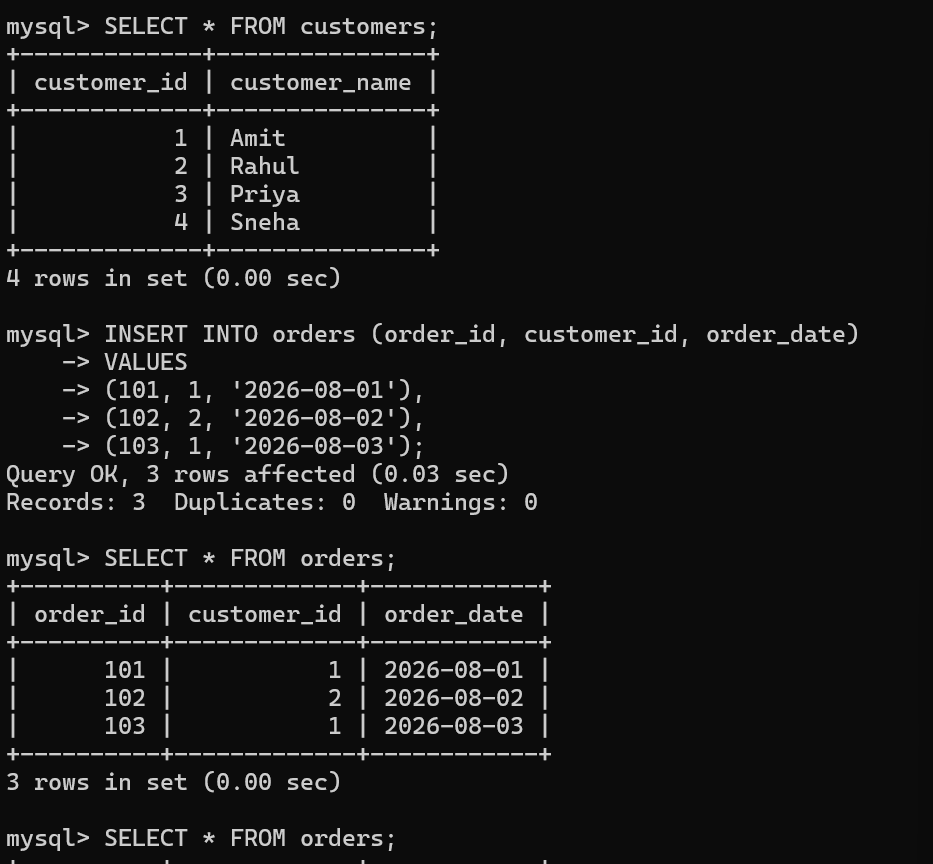 mysql> SELECT * FROM customers;
+-------------+---------------+
| customer_id | customer_name |
+-------------+---------------+
|           1 | Amit          |
|           2 | Rahul         |
|           3 | Priya         |
|           4 | Sneha         |
+-------------+---------------+
4 rows in set (0.00 sec)

mysql> INSERT INTO orders (order_id, customer_id, order_date)
    -> VALUES
    -> (101, 1, '2026-08-01'),
    -> (102, 2, '2026-08-02'),
    -> (103, 1, '2026-08-03');
Query OK, 3 rows affected (0.03 sec)
Records: 3  Duplicates: 0  Warnings: 0

mysql> SELECT * FROM orders;
+----------+-------------+------------+
| order_id | customer_id | order_date |
+----------+-------------+------------+
|      101 |           1 | 2026-08-01 |
|      102 |           2 | 2026-08-02 |
|      103 |           1 | 2026-08-03 |
+----------+-------------+------------+
3 rows in set (0.00 sec)

mysql> SELECT * FROM orders;